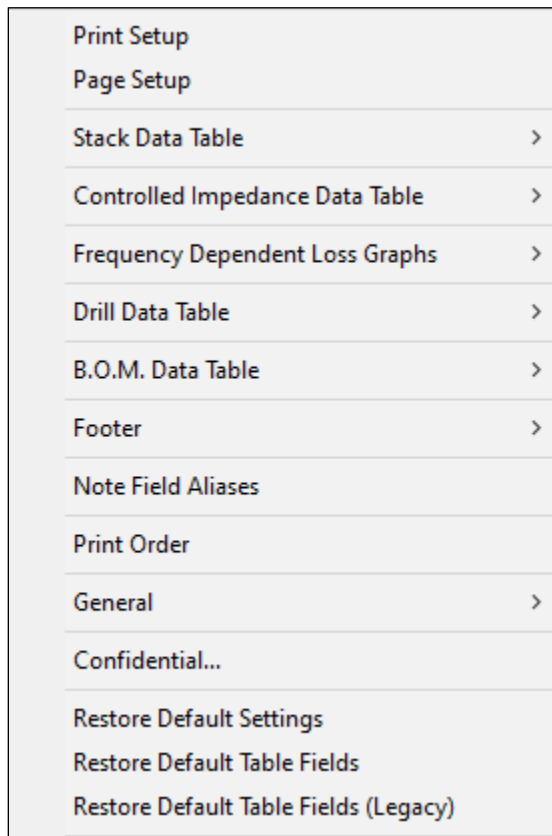 Print Setup
Page Setup
Stack Data Table
Controlled Impedance Data Table
Frequency Dependent Loss Graphs
Drill Data Table
B.O.M. Data Table
Footer
Note Field Aliases
Print Order
General
Confidential...
Restore Default Settings
Restore Default Table Fields
Restore Default Table Fields (Legacy)